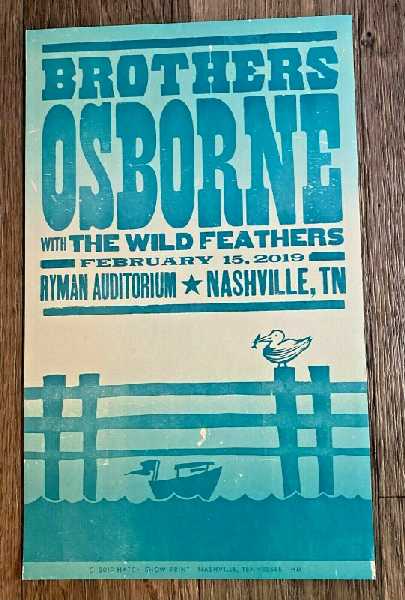 BROTHERS
OSBORNE
WITH THE WILD FEATHERS
FEBRUARY 15, 2019
RYMAN AUDITORIUM ★ NASHVILLE, TN
© 2019 HATCH SHOW PRINT NASHVILLE, TENNESSEE